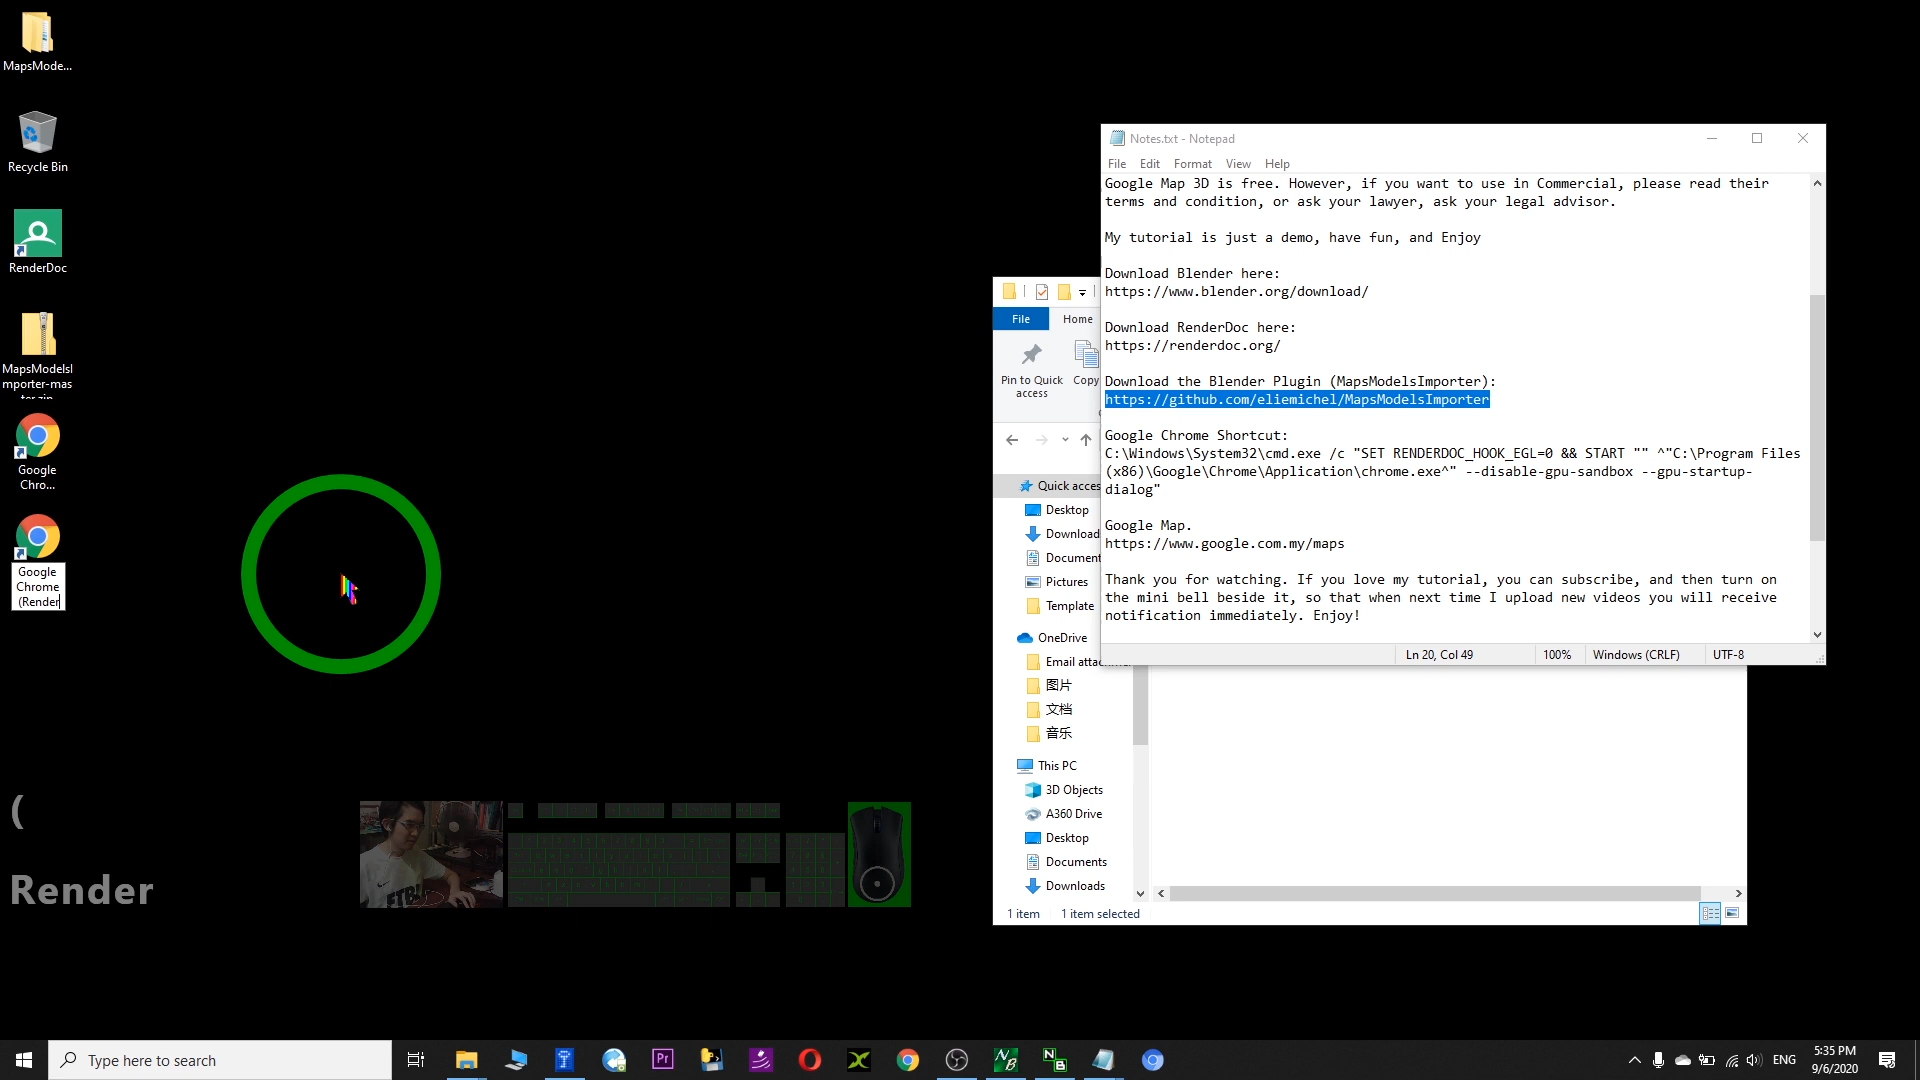 MapsMode...
Recycle Bin
RenderDoc
MapsModelsI
mporter-mas
ter.zip
Google
Chro...
Google
Chrome
(Render
(
Render
Notes.txt - Notepad
File Edit Format View Help
Google Map 3D is free. However, if you want to use in Commercial, please read their
terms and condition, or ask your lawyer, ask your legal advisor.
My tutorial is just a demo, have fun, and Enjoy
Download Blender here:
https://www.blender.org/download/
Download RenderDoc here:
https://renderdoc.org/
Download the Blender Plugin (MapsModelsImporter):
https://github.com/eliemichel/MapsModelsImporter
Google Chrome Shortcut:
C:\Windows\System32\cmd.exe /c "SET RENDERDOC_HOOK_EGL=0 && START "" ^"C:\Program Files
(x86)\Google\Chrome\Application\chrome.exe^" --disable-gpu-sandbox --gpu-startup-
dialog"
Google Map.
https://www.google.com.my/maps
Thank you for watching. If you love my tutorial, you can subscribe, and then turn on
the mini bell beside it, so that when next time I upload new videos you will receive
notification immediately. Enjoy!
Ln 20, Col 49 100% Windows (CRLF) UTF-8
File Home
Pin to Quick
access
Copy
Quick acces
Desktop
Download
Document
Pictures
Template
OneDrive
Email attac
图片
文档
音乐
This PC
3D Objects
A360 Drive
Desktop
Documents
Downloads
1 item 1 item selected
Type here to search
Pr
ENG
5:35 PM
9/6/2020